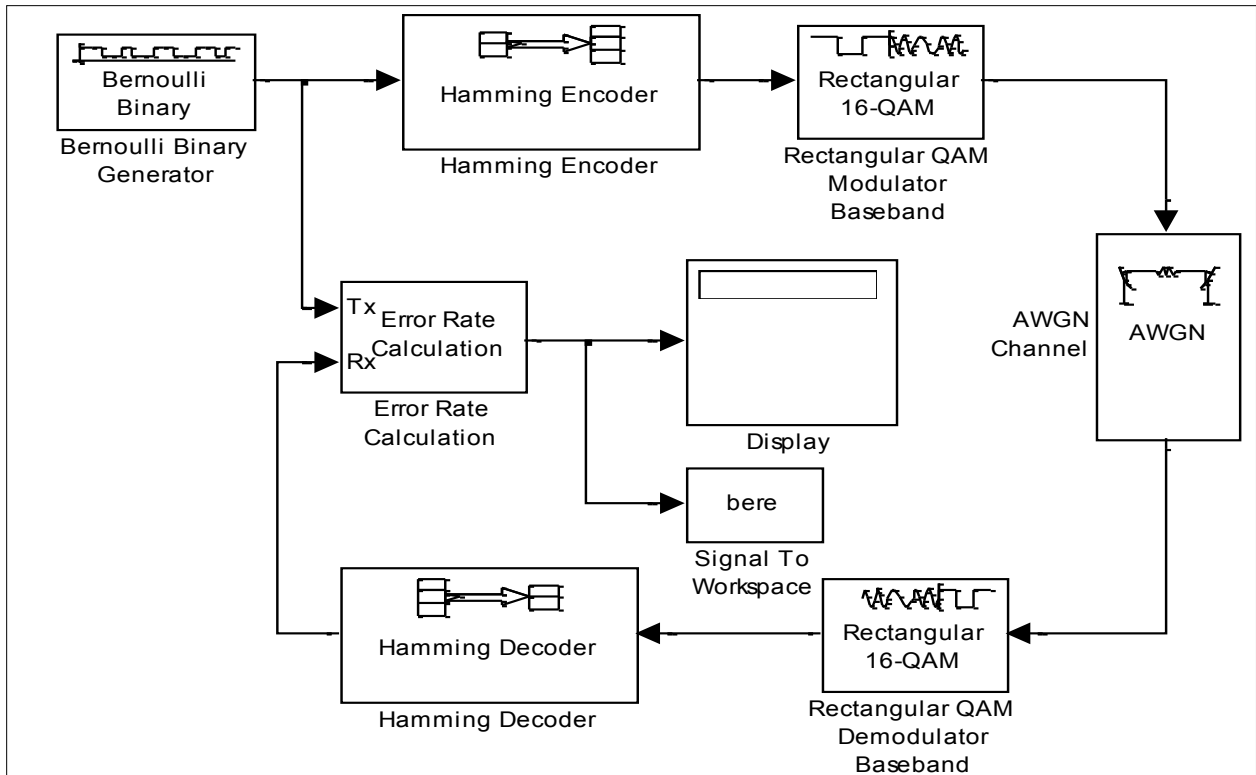 Bernoulli
Binary
Bernoulli Binary
Generator
Hamming Encoder
Hamming Encoder
Rectangular
16-QAM
Rectangular QAM
Modulator
Baseband
Tx
Rx
Error Rate
Calculation
Error Rate
Calculation
Display
AWGN
Channel
AWGN
bere
Signal To
Workspace
Hamming Decoder
Hamming Decoder
Rectangular
16-QAM
Rectangular QAM
Demodulator
Baseband